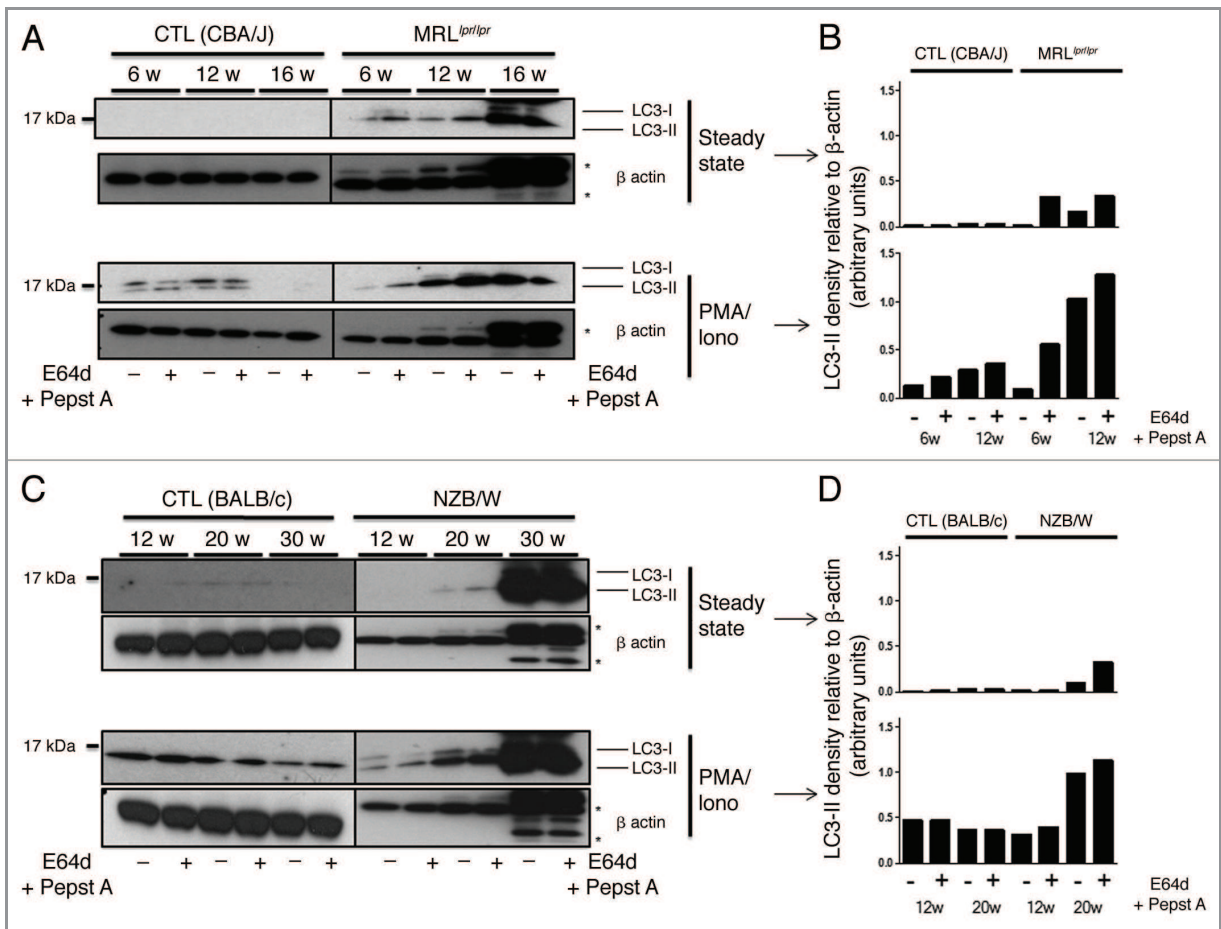 A
CTL (CBA/J) MRL lpr/lpr
6 w 12 w 16 w 6 w 12 w 16 w
17 kDa
LC3-I
LC3-II
Steady state
β actin
*
*
17 kDa
LC3-I
LC3-II
PMA/ Iono
β actin
*
E64d – + – + – + – + – + – + E64d
+ Pepst A + Pepst A
B
CTL (CBA/J) MRL lpr/lpr
LC3-II density relative to β-actin
(arbitrary units)
1.5
1.0
0.5
0.0
1.5
1.0
0.5
0.0
- + - + - + - + E64d
6w 12w 6w 12w + Pepst A
C
CTL (BALB/c) NZB/W
12 w 20 w 30 w 12 w 20 w 30 w
17 kDa
LC3-I
LC3-II
Steady state
β actin
*
*
17 kDa
LC3-I
LC3-II
PMA/ Iono
β actin
*
*
E64d – + – + – + – + – + – + E64d
+ Pepst A + Pepst A
D
CTL (BALB/c) NZB/W
LC3-II density relative to β-actin
(arbitrary units)
1.5
1.0
0.5
0.0
1.5
1.0
0.5
0.0
- + - + - + - + E64d
12w 20w 12w 20w + Pepst A